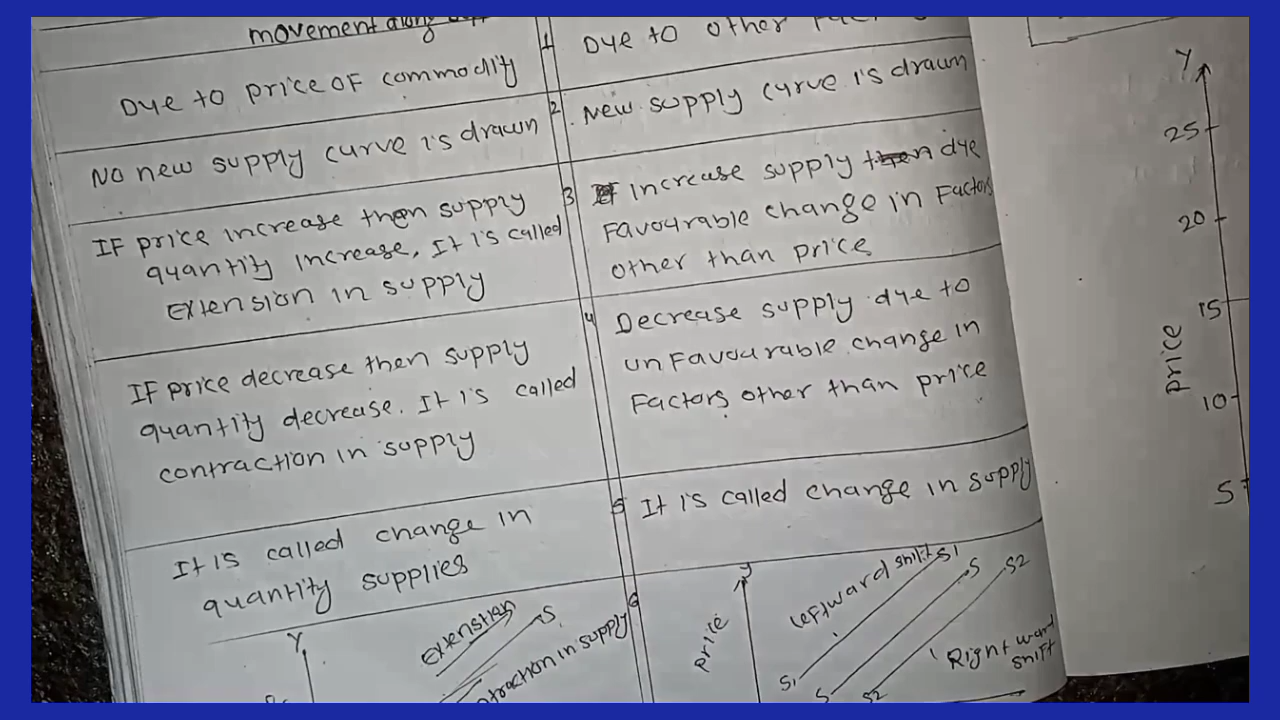 movement along
Due to price of commodity
No new supply curve is drawn
IF price increase then supply
quantity increase. It is called
Extension in supply
IF price decrease then supply
quantity decrease. It is called
contraction in supply
It is called change in
quantity supplies
Y
Extenstion
S
contraction in supply
1 Due to other
2 New supply curve is drawn
3 If increase supply then due
Favourable change in Factors
other than price
4 Decrease supply due to
unFavourable change in
Factors other than price
5 It is called change in supply
6
y
price
Leftward shift
S1
S
S2
S1
S
S2
Right ward
shift
Y
25
20
15
10
5
price